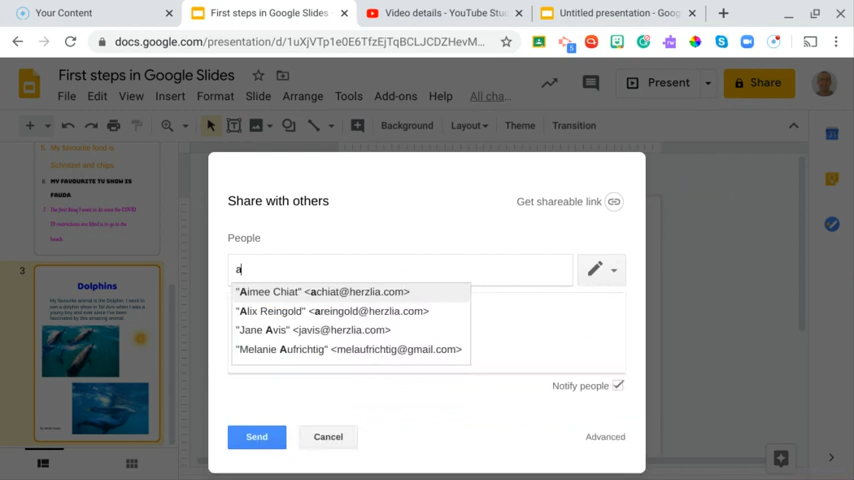 Your Content
First steps in Google Slides -
Video details - YouTube Stu
Untitled presentation - Goog
docs.google.com/presentation/d/1uXjVTp1e0E6TfzEjTqBCLJCDZHevM...
5
First steps in Google Slides
File Edit View Insert Format Slide Arrange Tools Add-ons Help All cha...
Present
Share
Background Layout Theme Transition
5. My favourite food is
Schnitzel and chips.
6. MY FAVOURITE TV SHOW IS
FAUDA
3
Dolphins
Share with others
Get shareable link
People
a
"Aimee Chiat" <achiat@herzlia.com>
"Alix Reingold" <areingold@herzlia.com>
"Jane Avis" <javis@herzlia.com>
"Melanie Aufrichtig" <melaufrichtig@gmail.com>
Notify people
Send
Cancel
Advanced